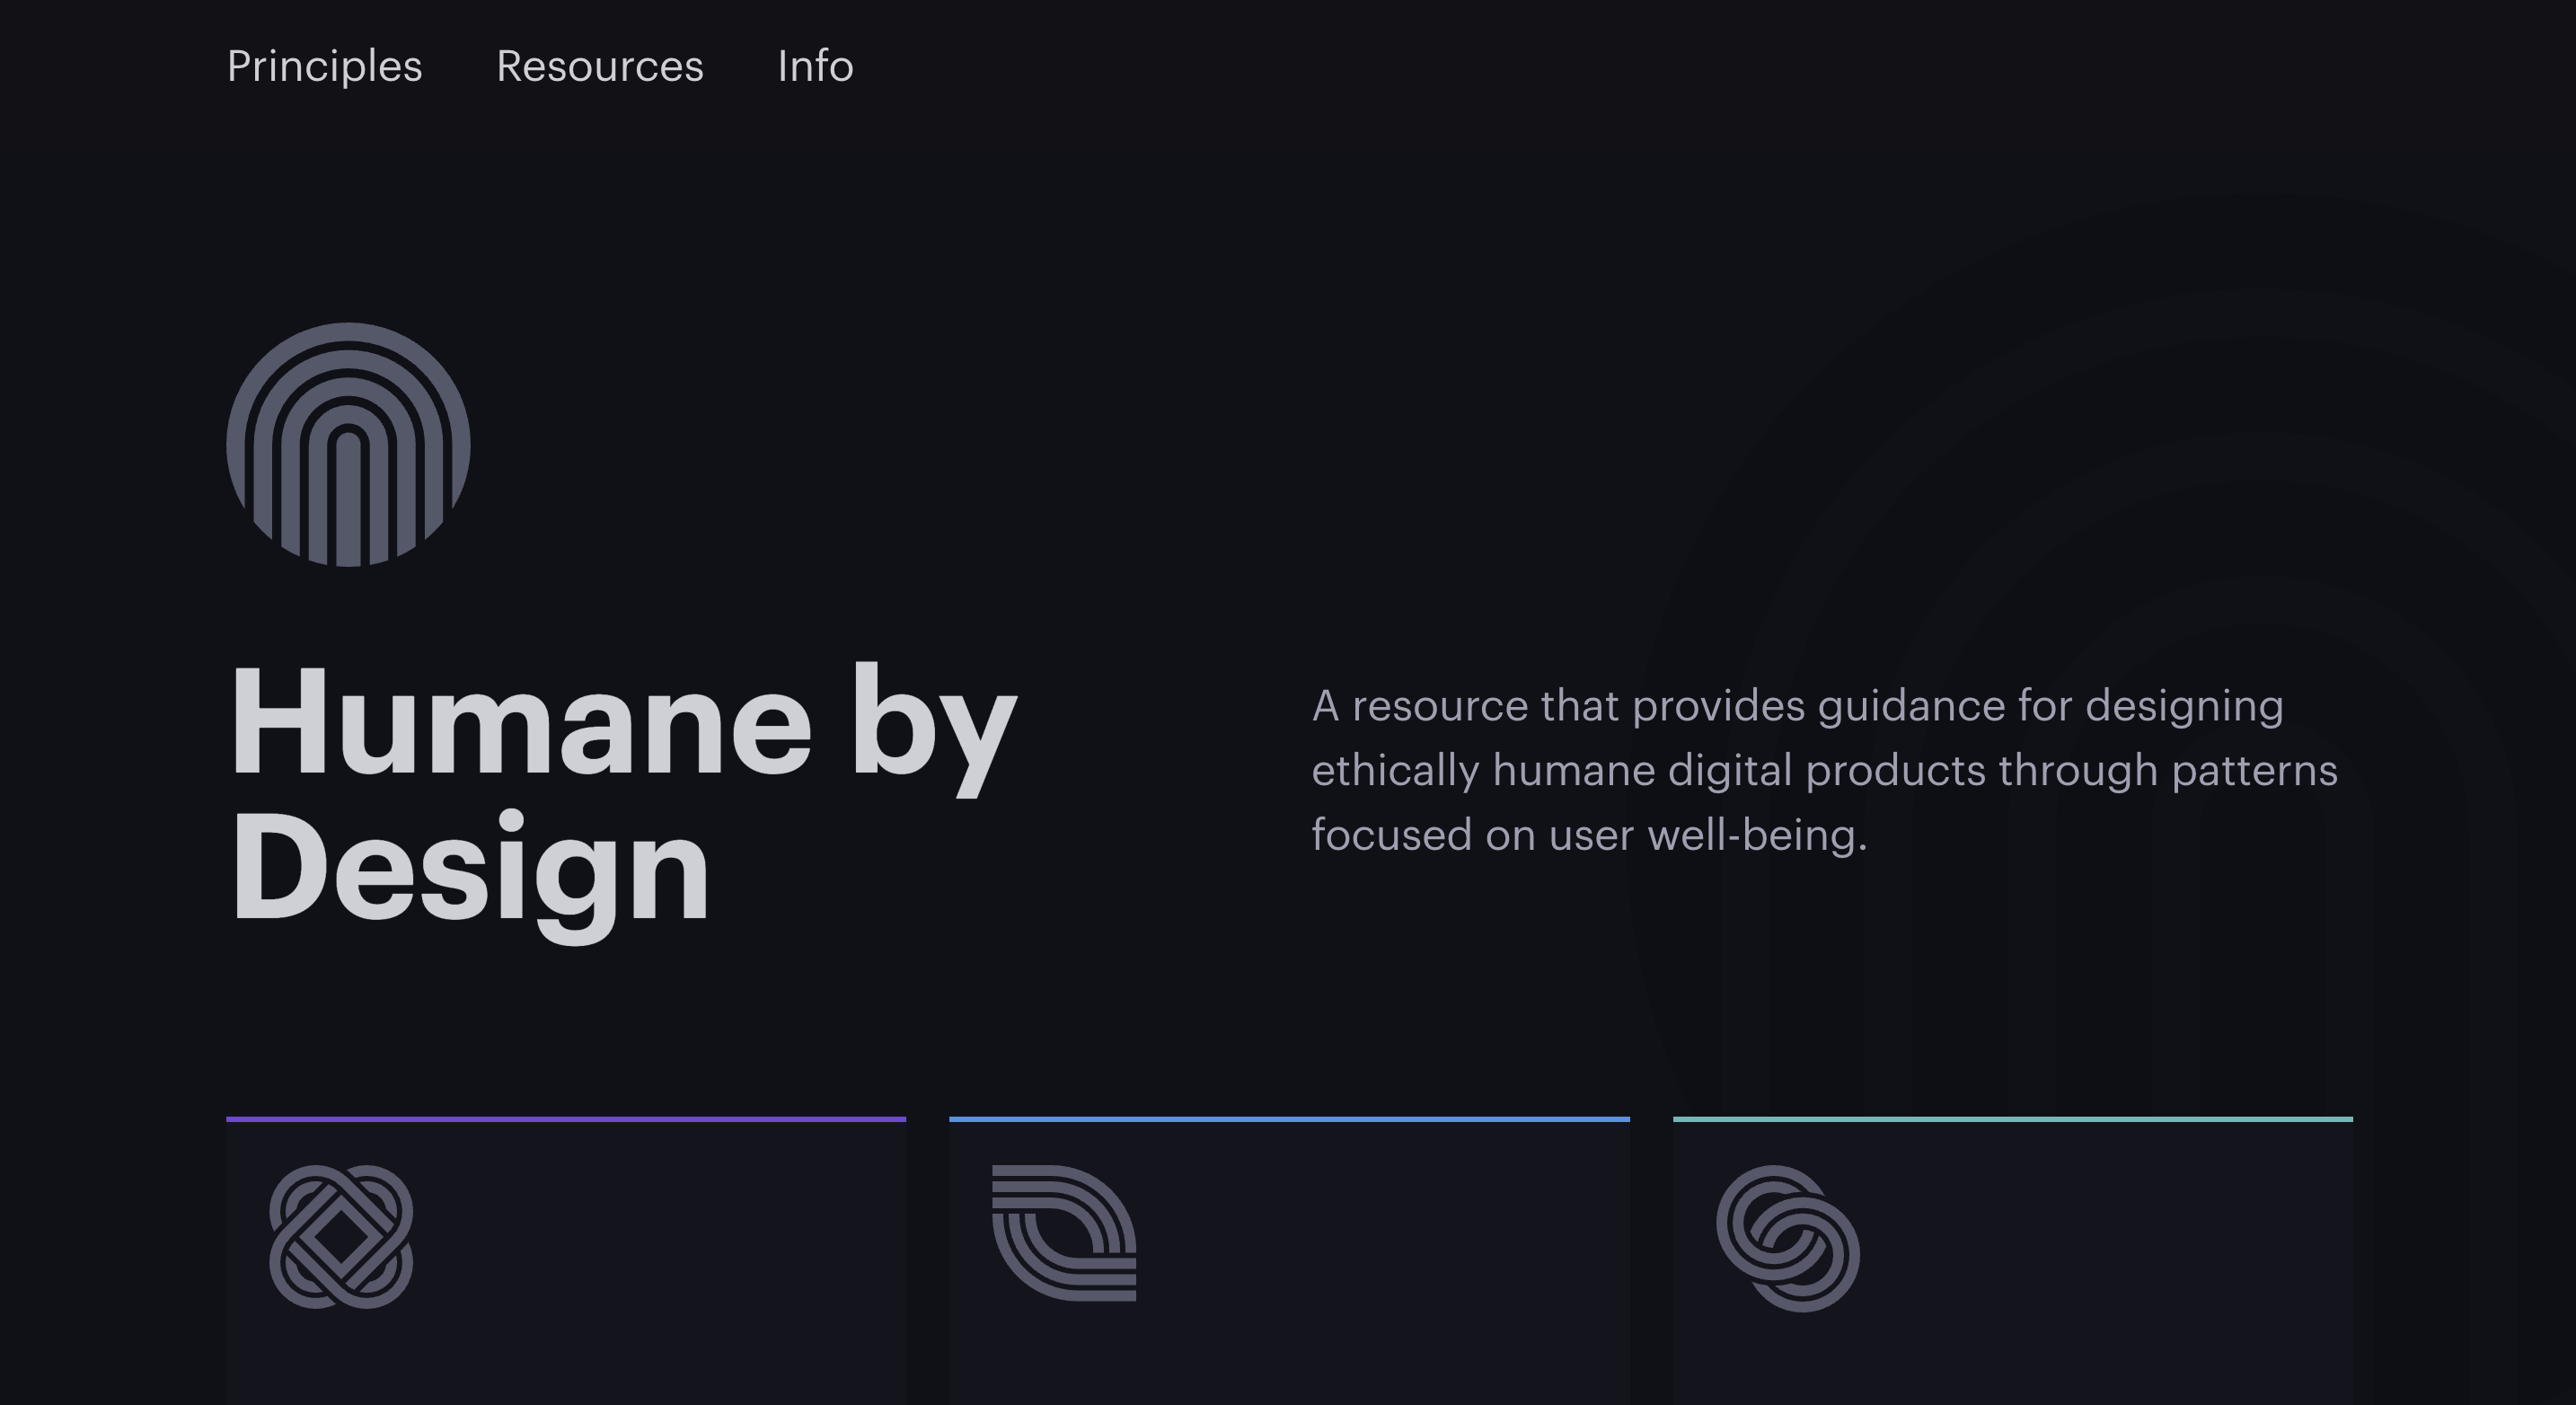 Principles Resources Info
Humane by
Design
A resource that provides guidance for designing
ethically humane digital products through patterns
focused on user well-being.